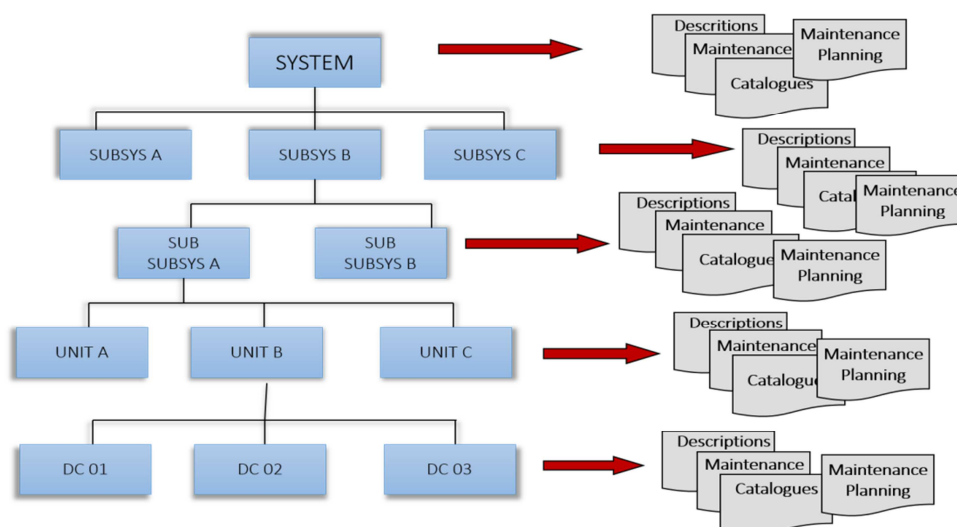 SYSTEM
Descritions
Maintenance
Catalogues
Maintenance
Planning
SUBSYS A
SUBSYS B
SUBSYS C
Descriptions
Maintenance
Maintenance
Planning
SUB
SUBSYS A
SUB
SUBSYS B
Descriptions
Maintenance
Catalogues
Maintenance
Planning
UNIT A
UNIT B
UNIT C
Descriptions
Maintenance
Maintenance
Planning
DC 01
DC 02
DC 03
Descriptions
Maintenance
Catalogues
Maintenance
Planning